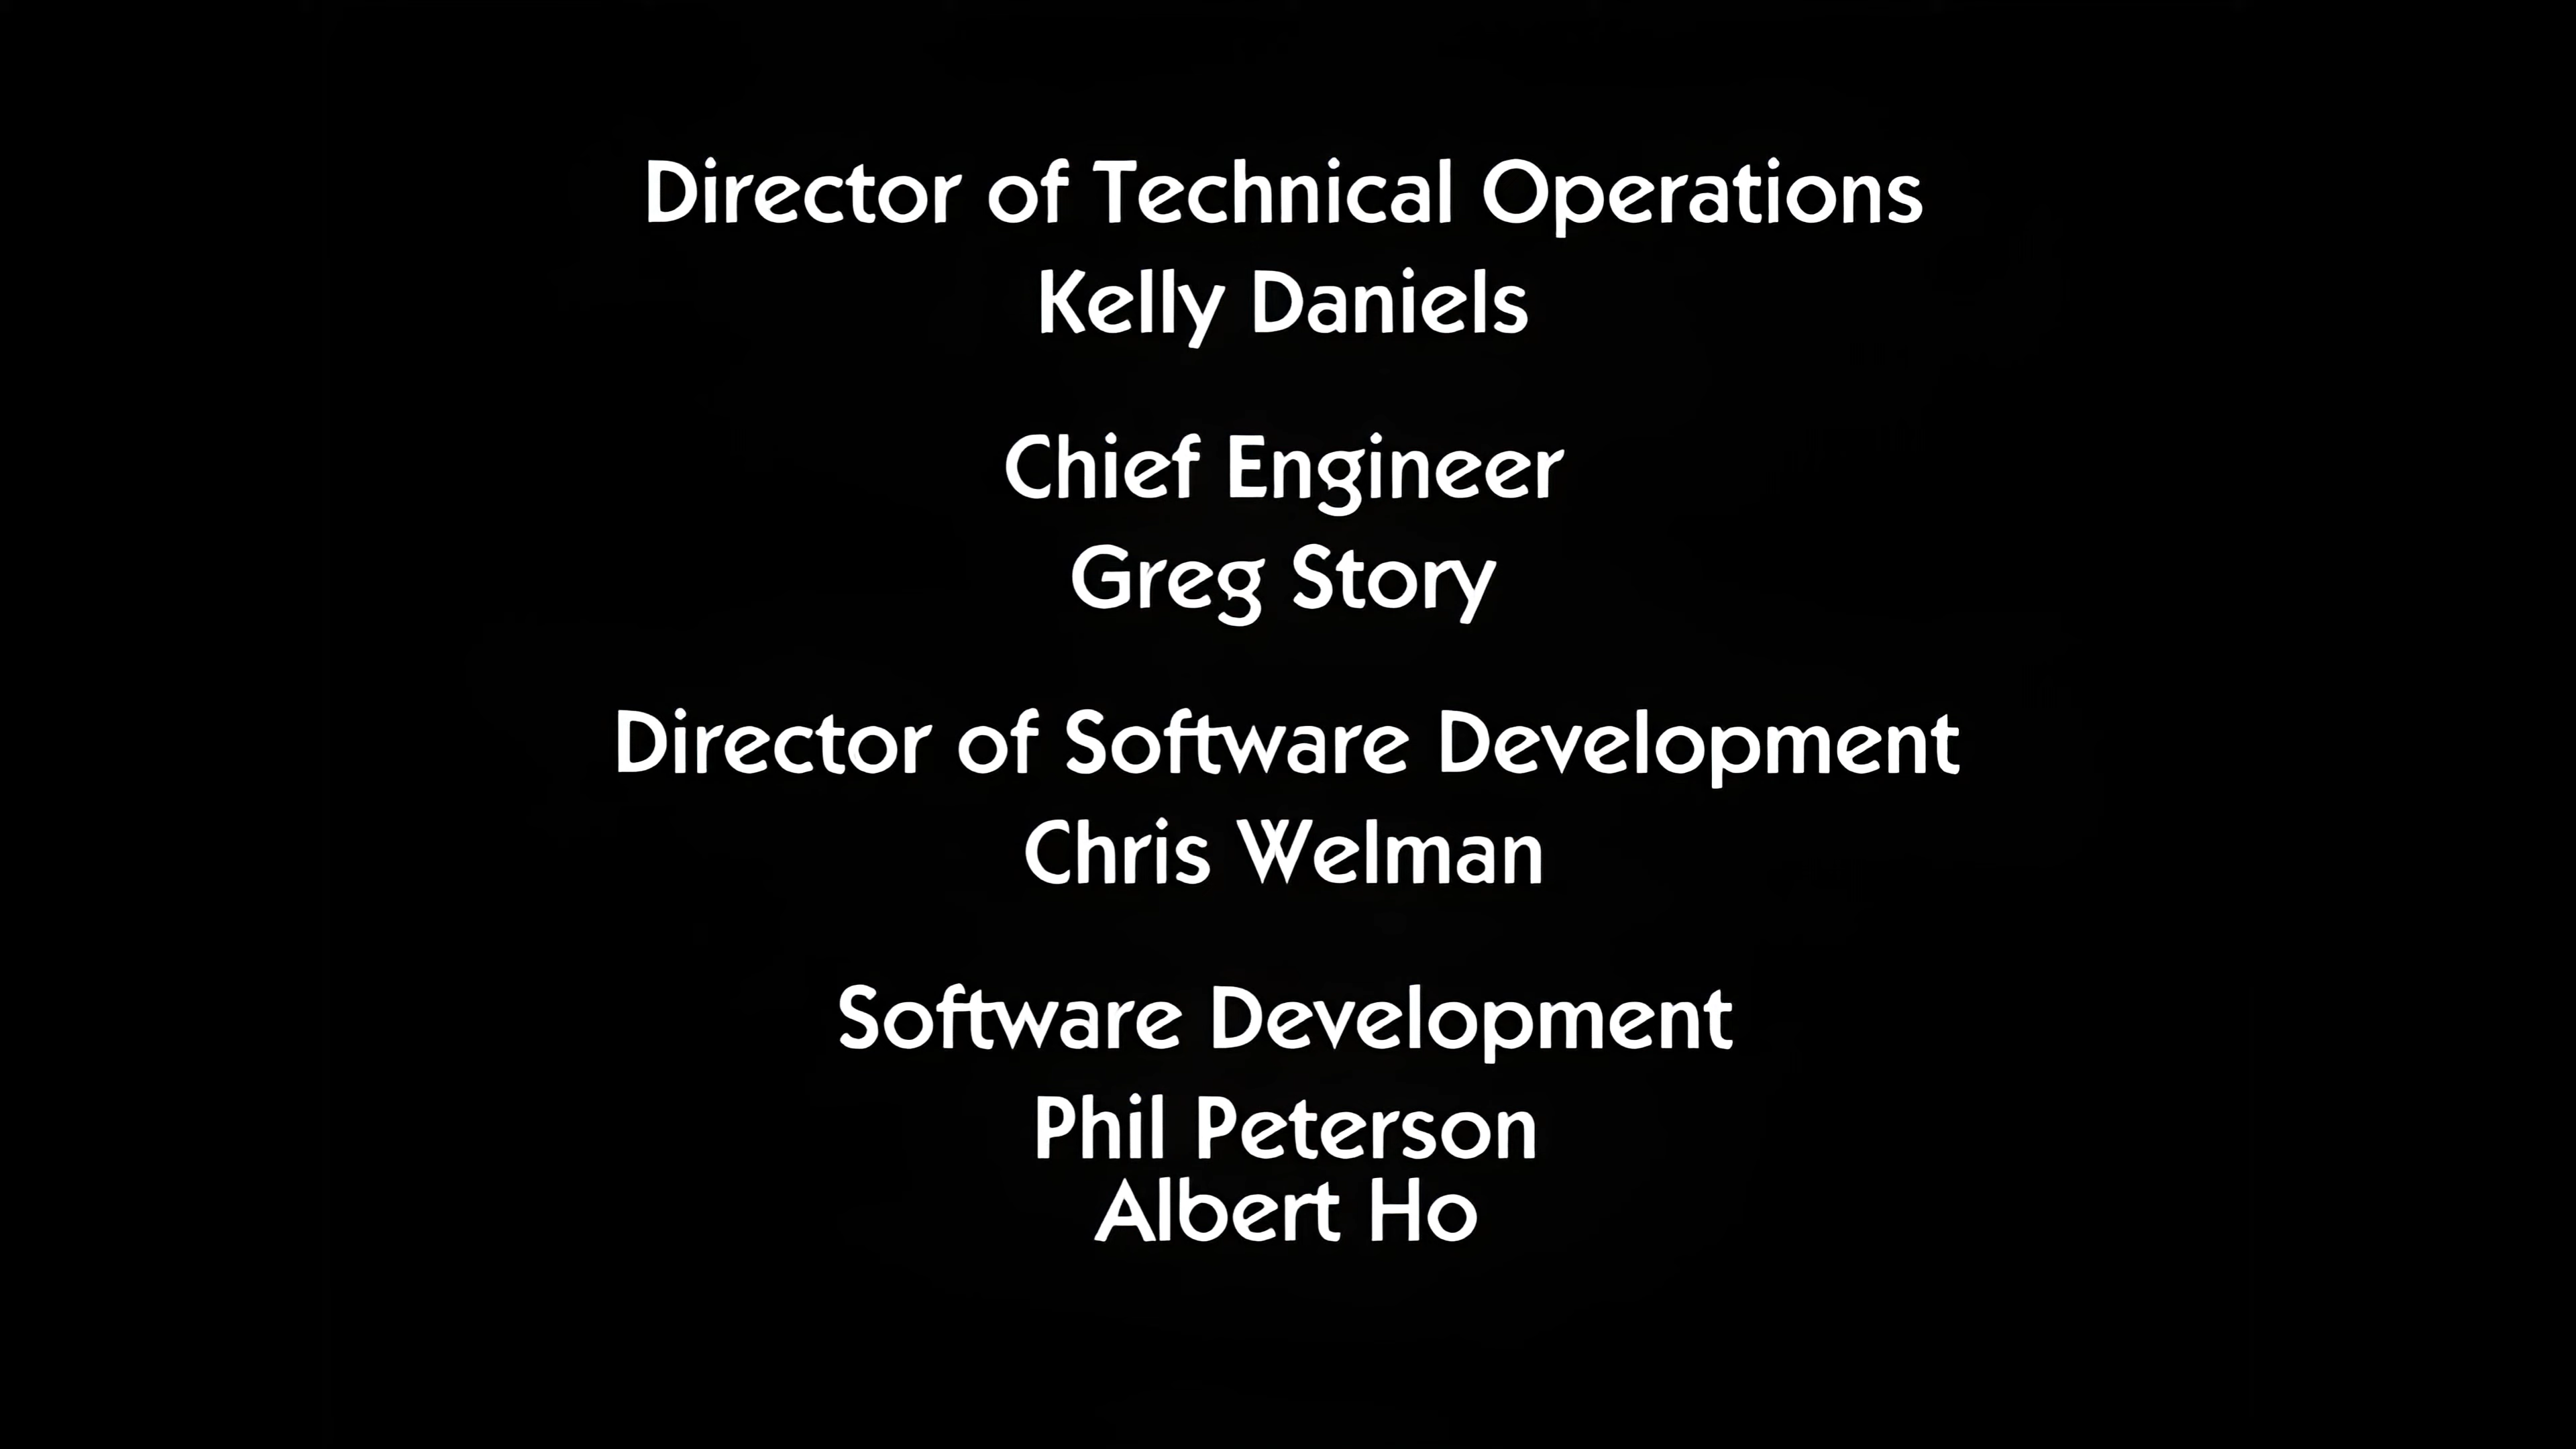 Director of Technical Operations
Kelly Daniels
Chief Engineer
Greg Story
Director of Software Development
Chris Welman
Software Development
Phil Peterson
Albert Ho